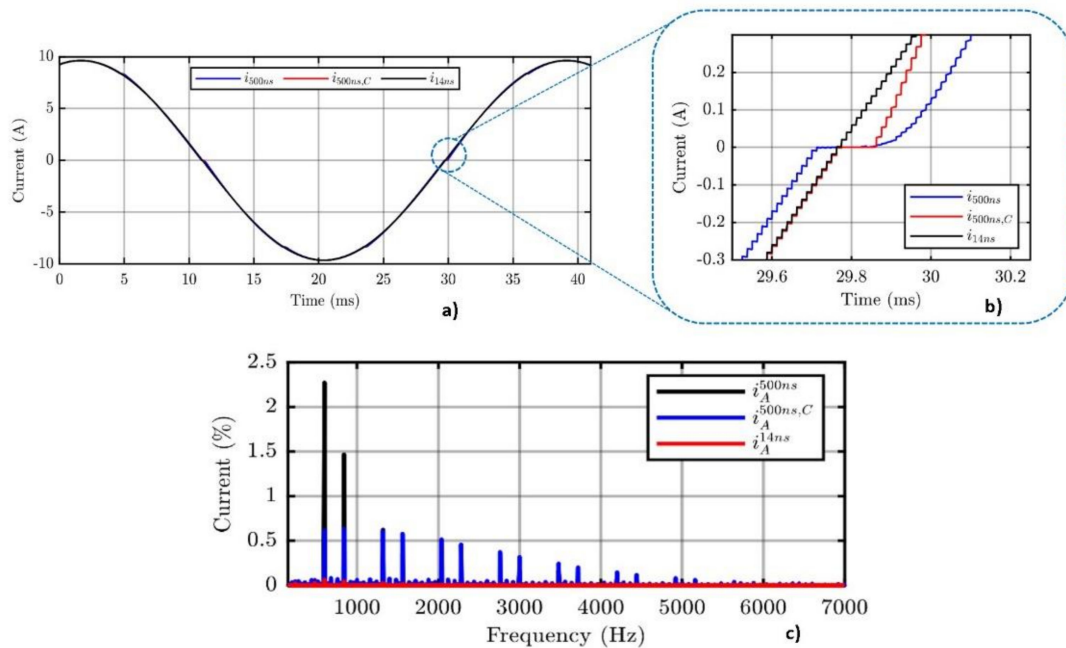 10
5
0
-5
-10
Current (A)
i500ns i500ns,C i14ns
0 5 10 15 20 25 30 35 40
Time (ms)
a)
0.2
0.1
0
-0.1
-0.2
-0.3
Current (A)
i500ns
i500ns,C
i14ns
29.6 29.8 30 30.2
Time (ms)
b)
2.5
2
1.5
1
0.5
0
Current (%)
iA500ns
iA500ns,C
iA14ns
1000 2000 3000 4000 5000 6000 7000
Frequency (Hz)
c)